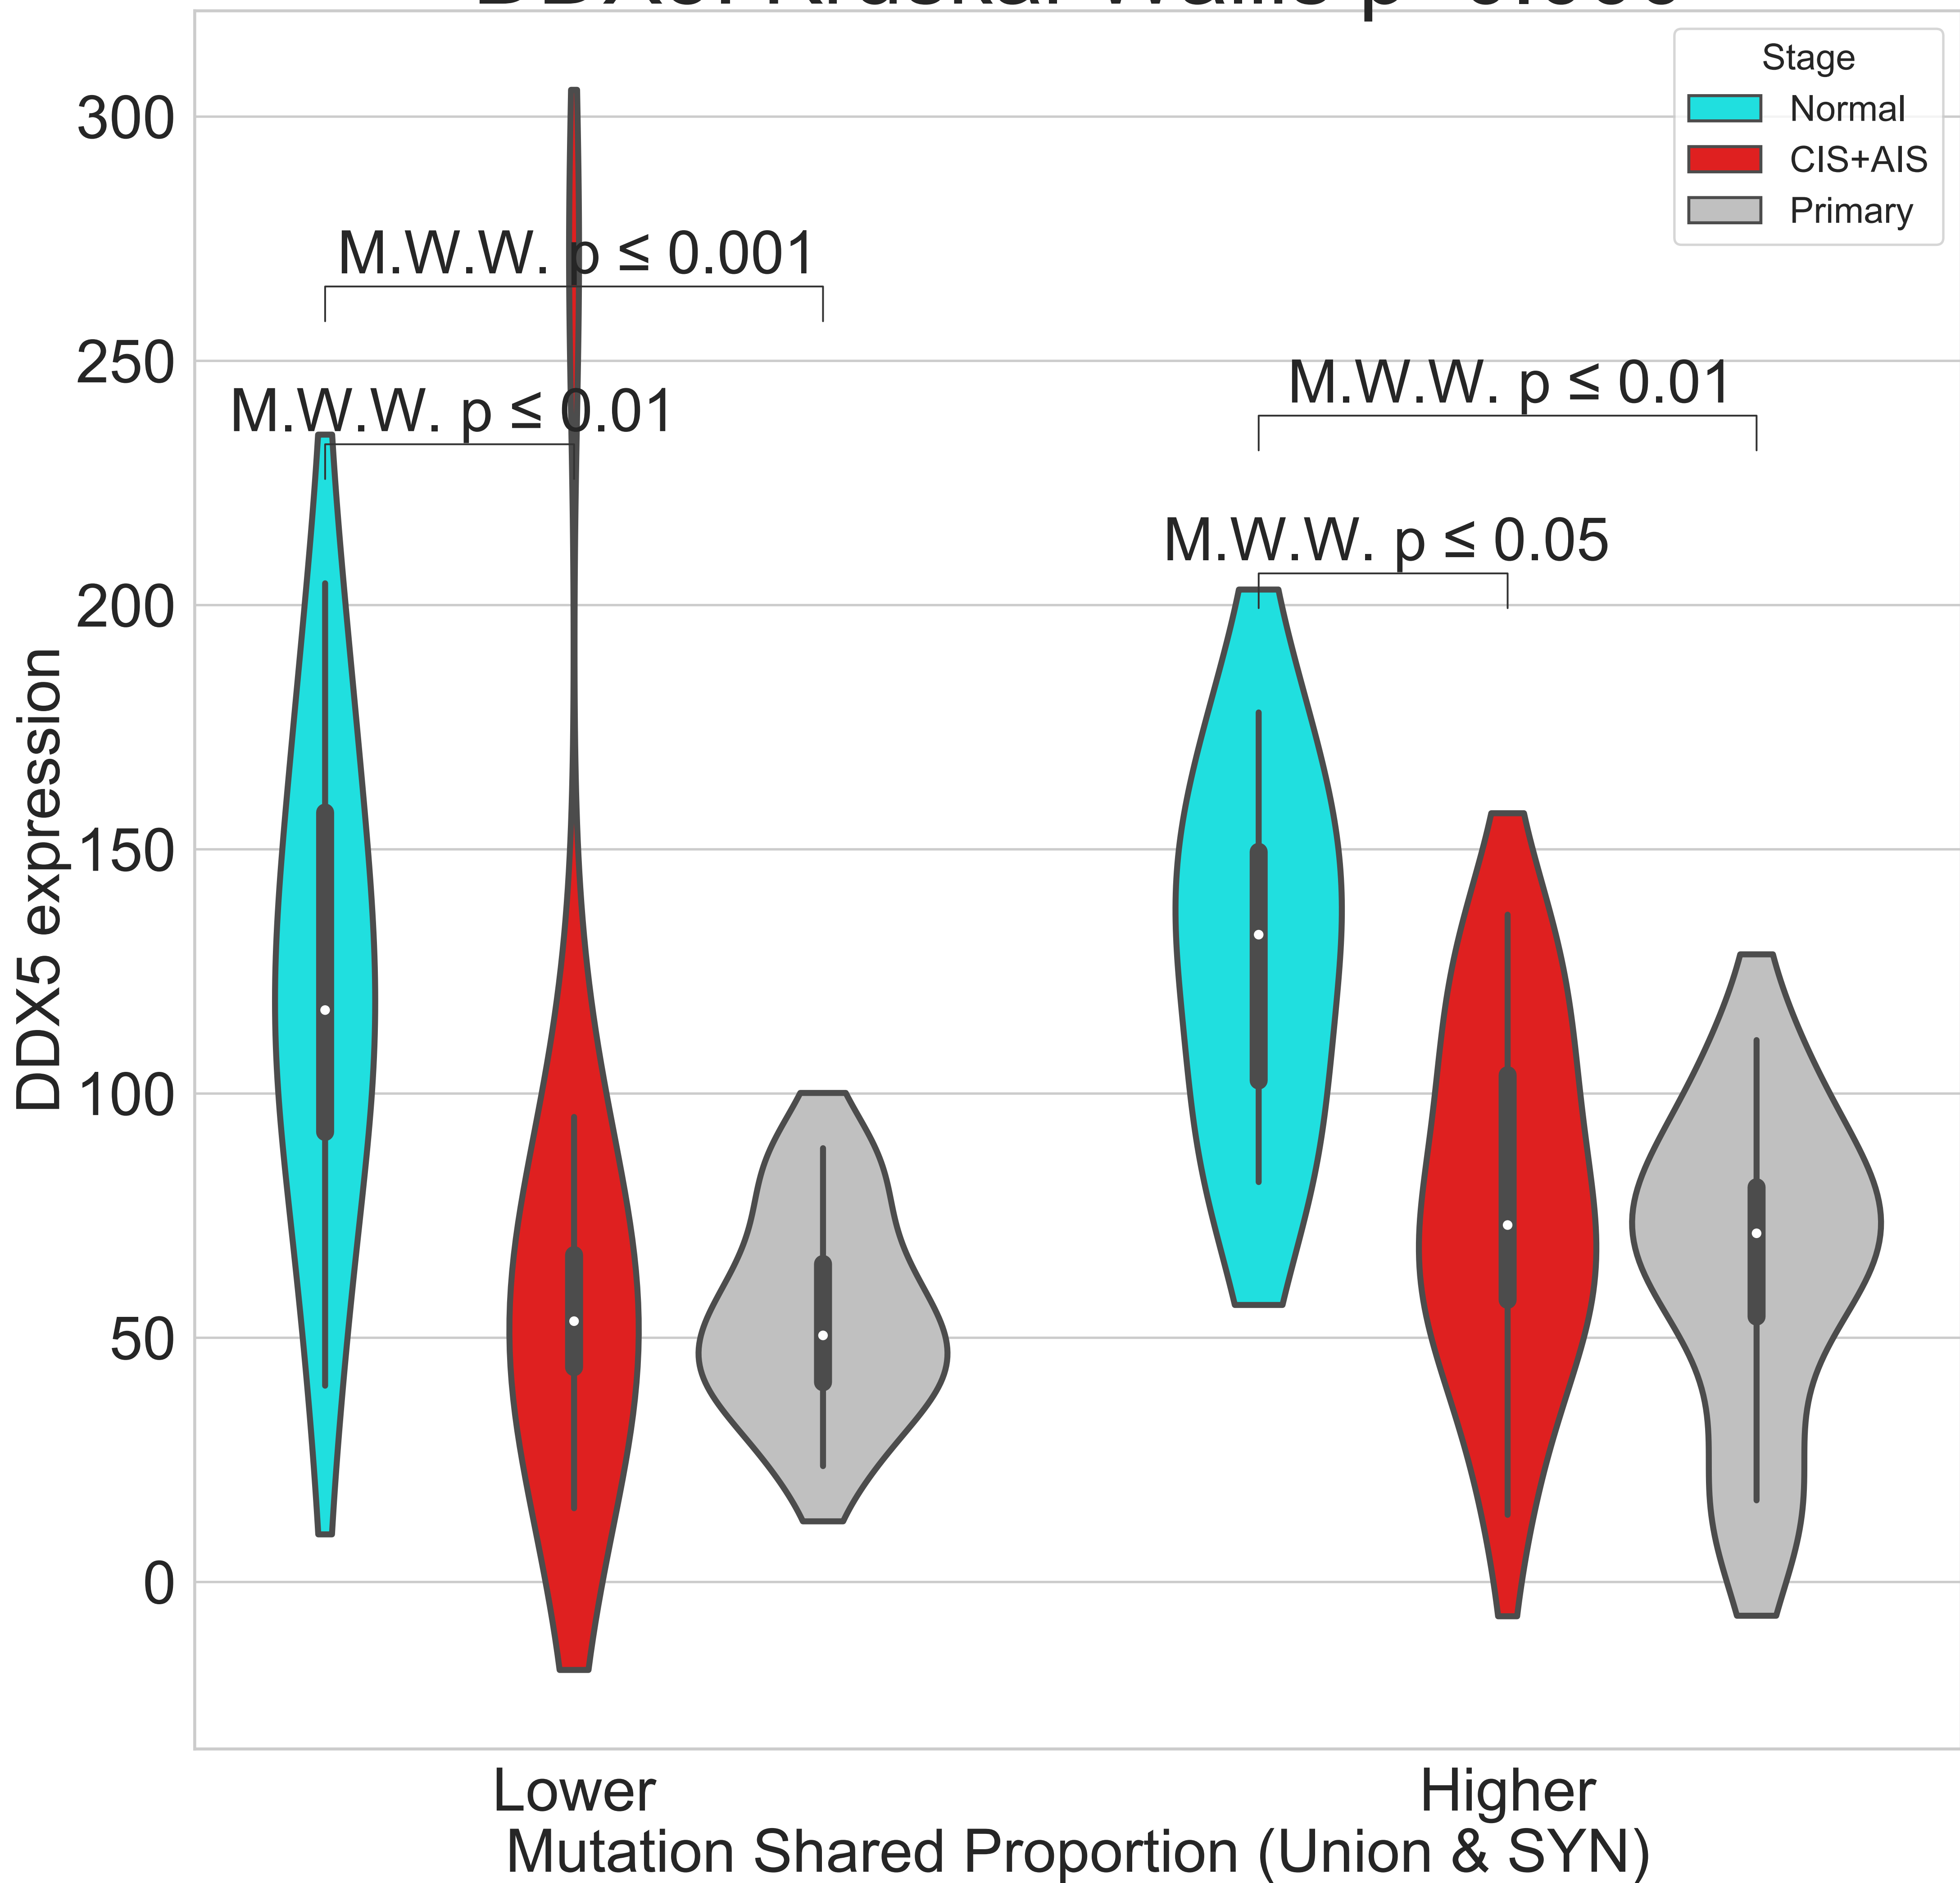 Stage
Normal
CIS+AIS
Primary
300
250
200
150
100
50
0
DDX5 expression
M.W.W. p ≤ 0.001
M.W.W. p ≤ 0.01
M.W.W. p ≤ 0.01
M.W.W. p ≤ 0.05
Lower
Higher
Mutation Shared Proportion (Union & SYN)